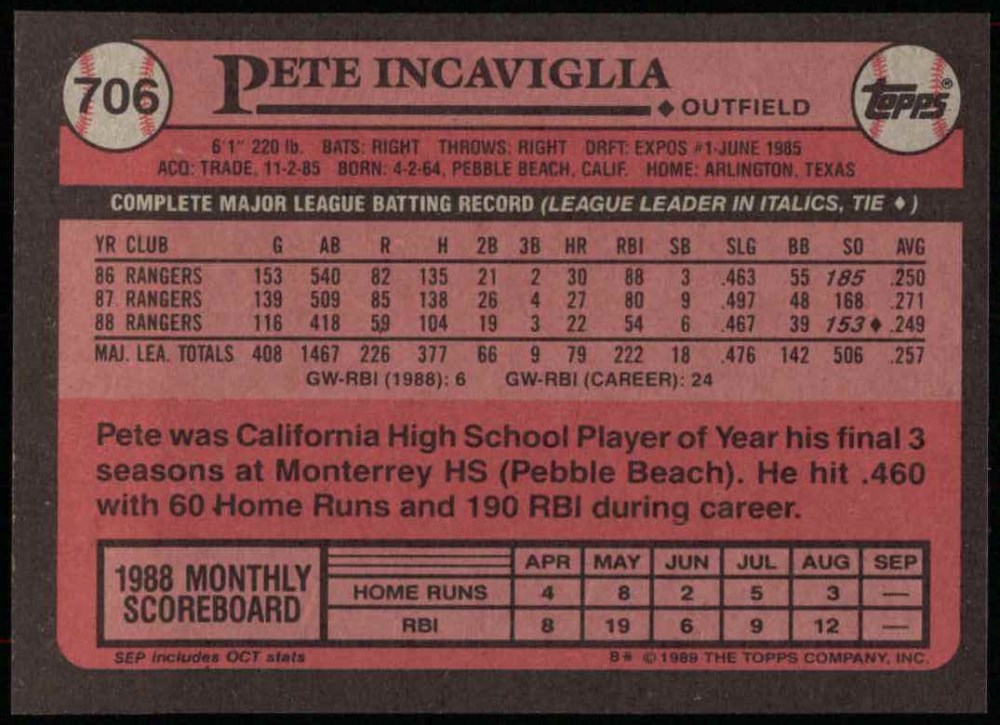 706 PETE INCAVIGLIA
◆ OUTFIELD topps®
6'1" 220 lb. BATS: RIGHT THROWS: RIGHT DRFT: EXPOS #1-JUNE 1985
ACQ: TRADE, 11-2-85 BORN: 4-2-64, PEBBLE BEACH, CALIF. HOME: ARLINGTON, TEXAS
COMPLETE MAJOR LEAGUE BATTING RECORD (LEAGUE LEADER IN ITALICS, TIE ♦)
YR CLUB G AB R H 2B 3B HR RBI SB SLG BB SO AVG
86 RANGERS 153 540 82 135 21 2 30 88 3 .463 55 185 .250
87 RANGERS 139 509 85 138 26 4 27 80 9 .497 48 168 .271
88 RANGERS 116 418 59 104 19 3 22 54 6 .467 39 153♦ .249
MAJ. LEA. TOTALS 408 1467 226 377 66 9 79 222 18 .476 142 506 .257
GW-RBI (1988): 6 GW-RBI (CAREER): 24
Pete was California High School Player of Year his final 3
seasons at Monterrey HS (Pebble Beach). He hit .460
with 60 Home Runs and 190 RBI during career.
1988 MONTHLY
SCOREBOARD
APR MAY JUN JUL AUG SEP
HOME RUNS 4 8 2 5 3 —
RBI 8 19 6 9 12 —
SEP includes OCT stats B* © 1989 THE TOPPS COMPANY, INC.